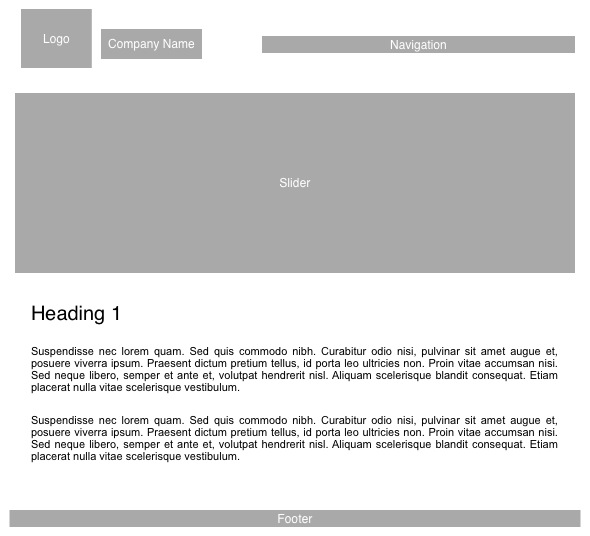 Logo
Company Name
Navigation
Slider
Heading 1
Suspendisse nec lorem quam. Sed quis commodo nibh. Curabitur odio nisi, pulvinar sit amet augue et,
posuere viverra ipsum. Praesent dictum pretium tellus, id porta leo ultricies non. Proin vitae accumsan nisi.
Sed neque libero, semper et ante et, volutpat hendrerit nisl. Aliquam scelerisque blandit consequat. Etiam
placerat nulla vitae scelerisque vestibulum.
Suspendisse nec lorem quam. Sed quis commodo nibh. Curabitur odio nisi, pulvinar sit amet augue et,
posuere viverra ipsum. Praesent dictum pretium tellus, id porta leo ultricies non. Proin vitae accumsan nisi.
Sed neque libero, semper et ante et, volutpat hendrerit nisl. Aliquam scelerisque blandit consequat. Etiam
placerat nulla vitae scelerisque vestibulum.
Footer